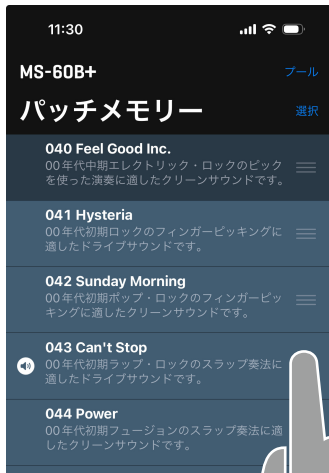 11:30
MS-60B+
プール
パッチメモリー
選択
040 Feel Good Inc.
00年代中期エレクトリック・ロックのピック
を使った演奏に適したクリーンサウンドです。
041 Hysteria
00年代初期ロックのフィンガーピッキングに
適したドライブサウンドです。
042 Sunday Morning
00年代初期ポップ・ロックのフィンガーピッ
キングに適したクリーンサウンドです。
043 Can't Stop
00年代初期ラップ・ロックのスラップ奏法に
適したドライブサウンドです。
044 Power
00年代初期フュージョンのスラップ奏法に適
したクリーンサウンドです。